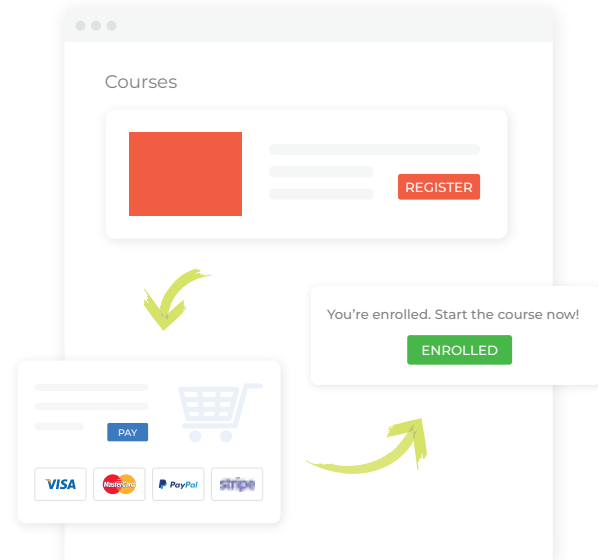 Courses
REGISTER
You're enrolled. Start the course now!
ENROLLED
PAY
VISA
MasterCard
PayPal
stripe